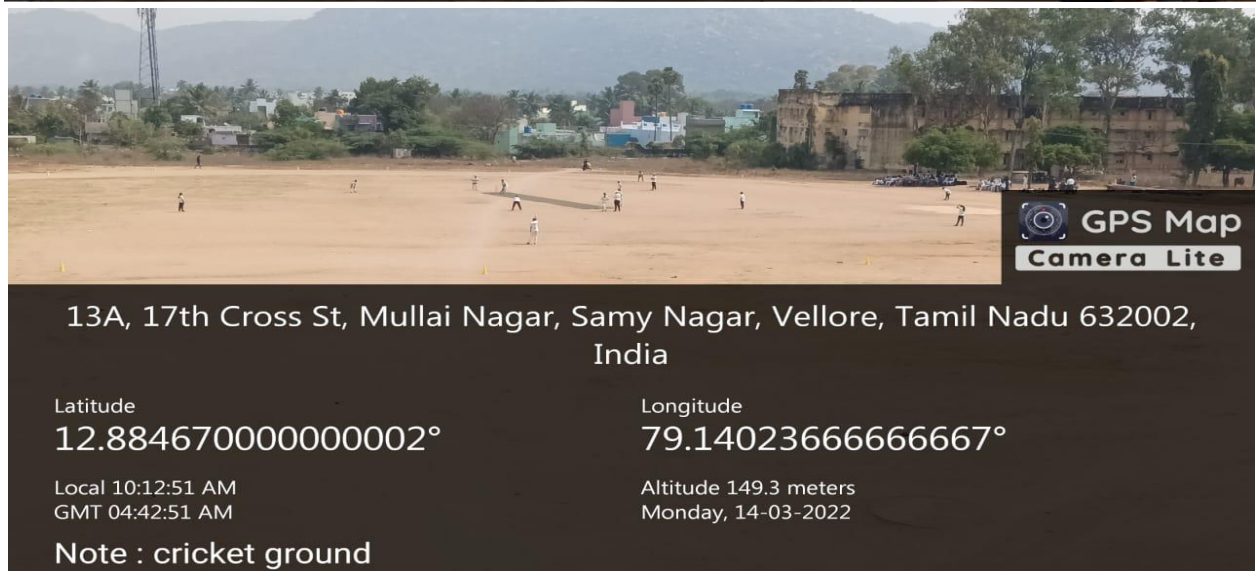 GPS Map
Camera Lite
13A, 17th Cross St, Mullai Nagar, Samy Nagar, Vellore, Tamil Nadu 632002,
India
Latitude
12.884670000000002°
Longitude
79.14023666666667°
Local 10:12:51 AM
GMT 04:42:51 AM
Altitude 149.3 meters
Monday, 14-03-2022
Note : cricket ground